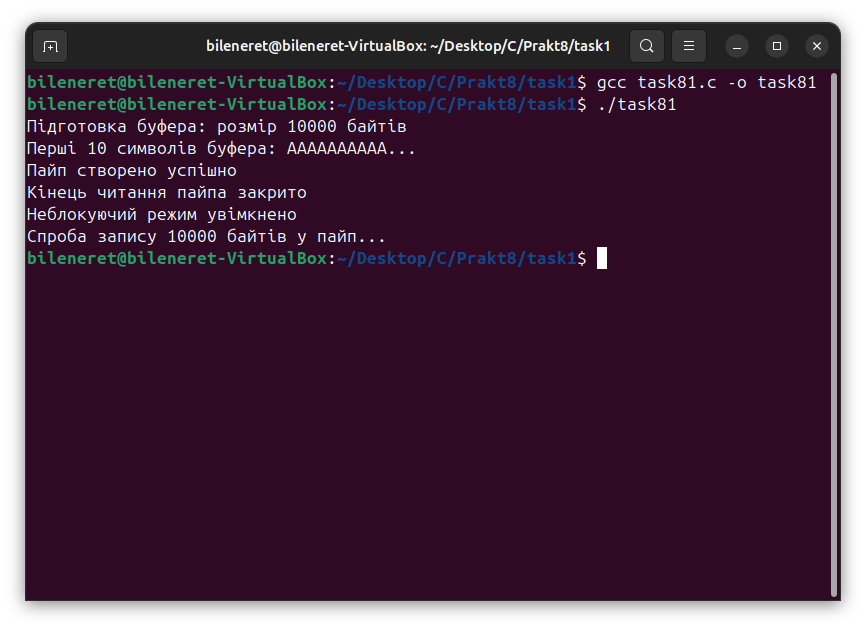 bileneret@bileneret-VirtualBox: ~/Desktop/C/Prakt8/task1
bileneret@bileneret-VirtualBox:~/Desktop/C/Prakt8/task1$ gcc task81.c -o task81
bileneret@bileneret-VirtualBox:~/Desktop/C/Prakt8/task1$ ./task81
Підготовка буфера: розмір 10000 байтів
Перші 10 символів буфера: AAAAAAAAAA...
Пайп створено успішно
Кінець читання пайпа закрито
Неблокуючий режим увімкнено
Спроба запису 10000 байтів у пайп...
bileneret@bileneret-VirtualBox:~/Desktop/C/Prakt8/task1$